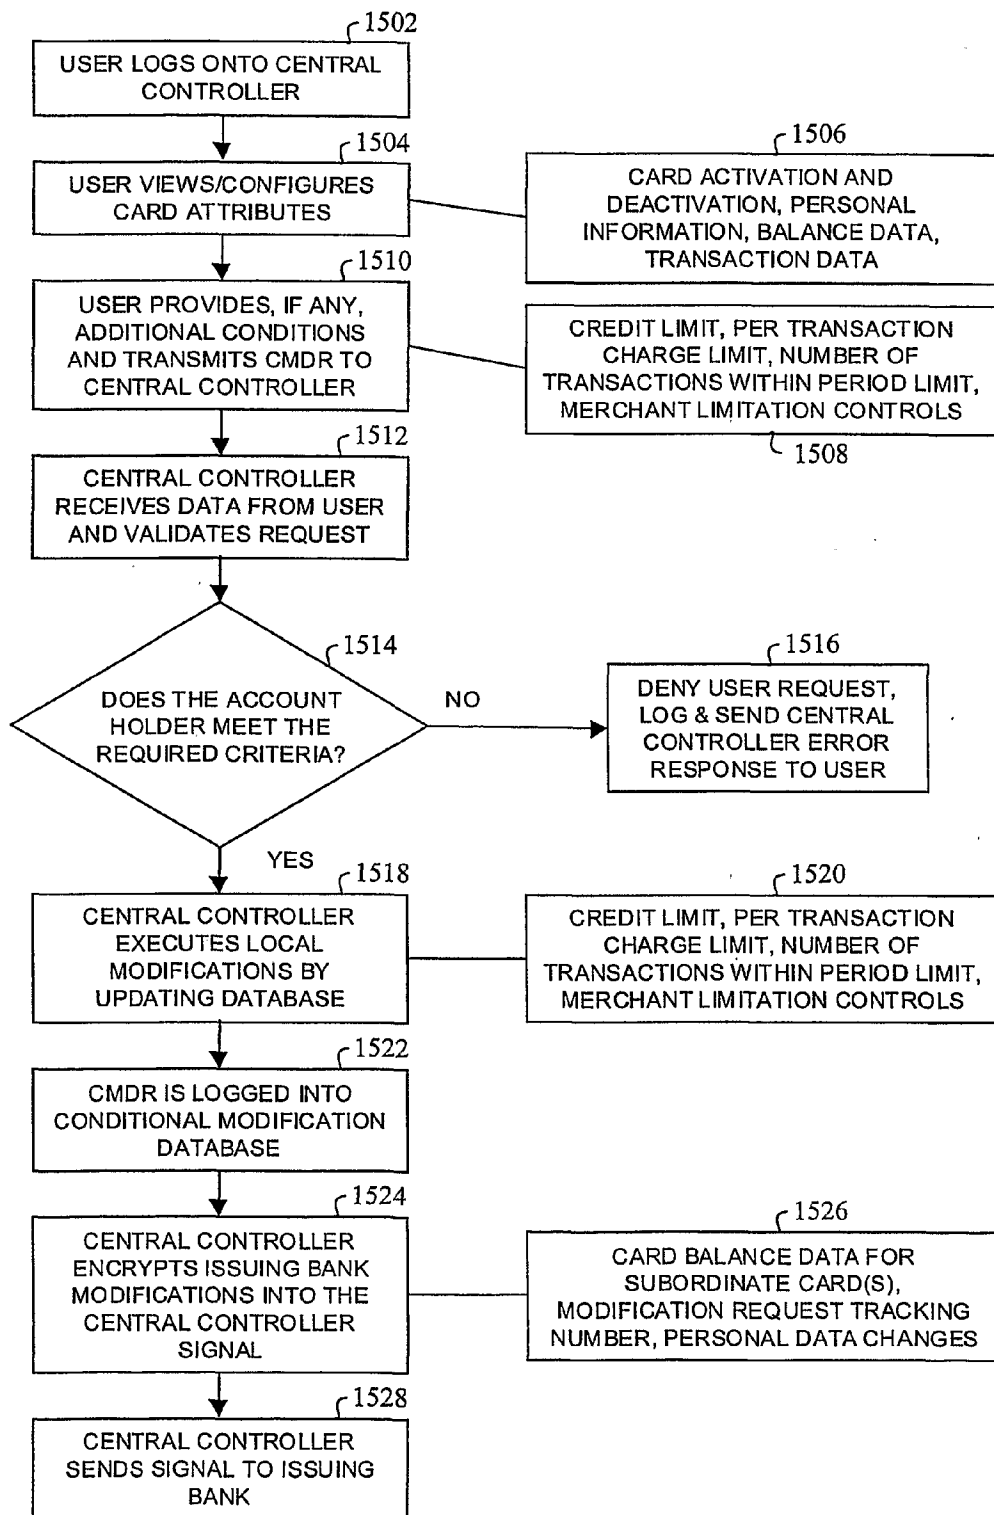 1502
USER LOGS ONTO CENTRAL
CONTROLLER
1504
USER VIEWS/CONFIGURES
CARD ATTRIBUTES
1506
CARD ACTIVATION AND
DEACTIVATION, PERSONAL
INFORMATION, BALANCE DATA,
TRANSACTION DATA
1510
USER PROVIDES, IF ANY,
ADDITIONAL CONDITIONS
AND TRANSMITS CMDR TO
CENTRAL CONTROLLER
CREDIT LIMIT, PER TRANSACTION
CHARGE LIMIT, NUMBER OF
TRANSACTIONS WITHIN PERIOD LIMIT,
MERCHANT LIMITATION CONTROLS
1508
1512
CENTRAL CONTROLLER
RECEIVES DATA FROM USER
AND VALIDATES REQUEST
1514
DOES THE ACCOUNT
HOLDER MEET THE
REQUIRED CRITERIA?
NO
1516
DENY USER REQUEST,
LOG & SEND CENTRAL
CONTROLLER ERROR
RESPONSE TO USER
YES
1518
CENTRAL CONTROLLER
EXECUTES LOCAL
MODIFICATIONS BY
UPDATING DATABASE
1520
CREDIT LIMIT, PER TRANSACTION
CHARGE LIMIT, NUMBER OF
TRANSACTIONS WITHIN PERIOD LIMIT,
MERCHANT LIMITATION CONTROLS
1522
CMDR IS LOGGED INTO
CONDITIONAL MODIFICATION
DATABASE
1524
CENTRAL CONTROLLER
ENCRYPTS ISSUING BANK
MODIFICATIONS INTO THE
CENTRAL CONTROLLER
SIGNAL
1526
CARD BALANCE DATA FOR
SUBORDINATE CARD(S),
MODIFICATION REQUEST TRACKING
NUMBER, PERSONAL DATA CHANGES
1528
CENTRAL CONTROLLER
SENDS SIGNAL TO ISSUING
BANK